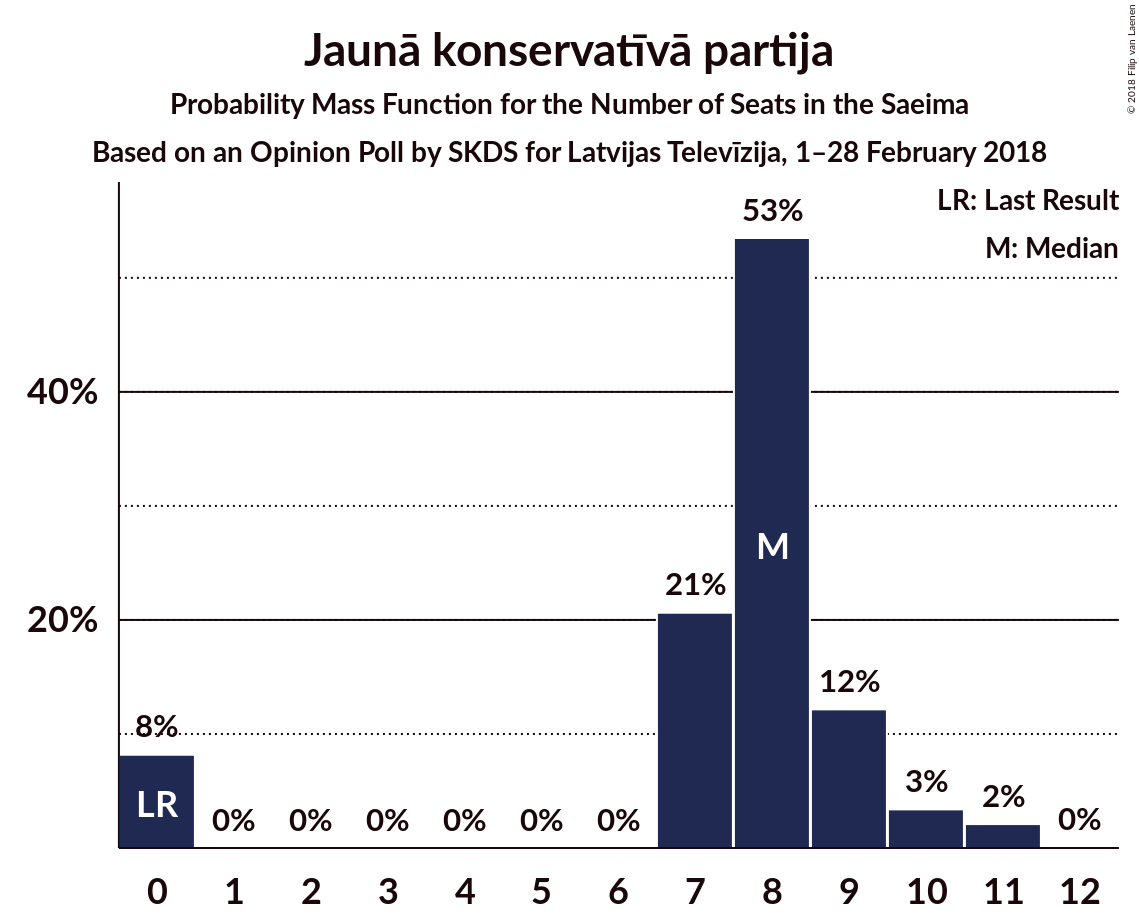 Jaunā konservatīvā partija
Probability Mass Function for the Number of Seats in the Saeima
Based on an Opinion Poll by SKDS for Latvijas Televīzija, 1–28 February 2018
© 2018 Filip van Laenen
LR: Last Result
M: Median
53%
40%
M
21%
20%
12%
8%
3%
2%
LR
0% 0% 0% 0% 0% 0% 0%
0 1 2 3 4 5 6 7 8 9 10 11 12